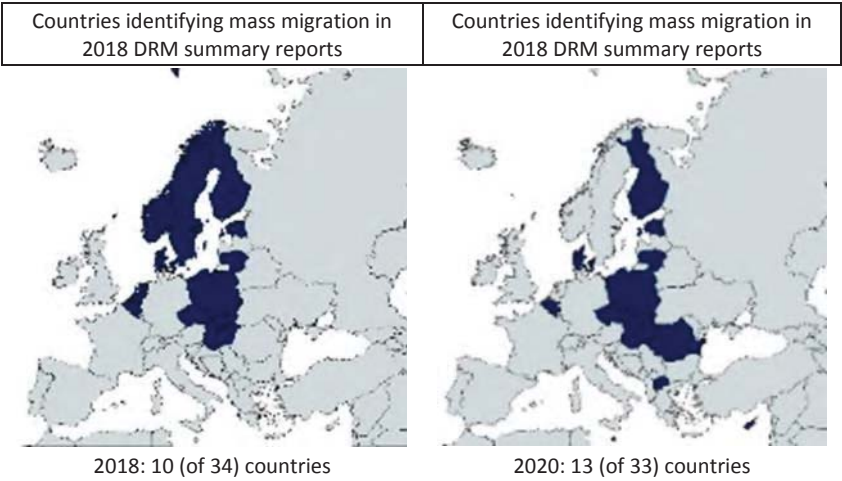 Countries identifying mass migration in
2018 DRM summary reports
Countries identifying mass migration in
2018 DRM summary reports
2018: 10 (of 34) countries
2020: 13 (of 33) countries